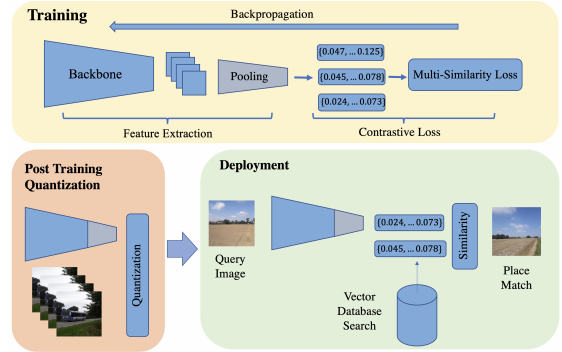 Training
Backpropagation
Backbone
Pooling
{0.047, ... 0.125}
{0.045, ... 0.078}
{0.024, ... 0.073}
Multi-Similarity Loss
Feature Extraction
Contrastive Loss
Post Training
Quantization
Quantization
Deployment
Query
Image
{0.024, ... 0.073}
{0.045, ... 0.078}
Similarity
Place
Match
Vector
Database
Search